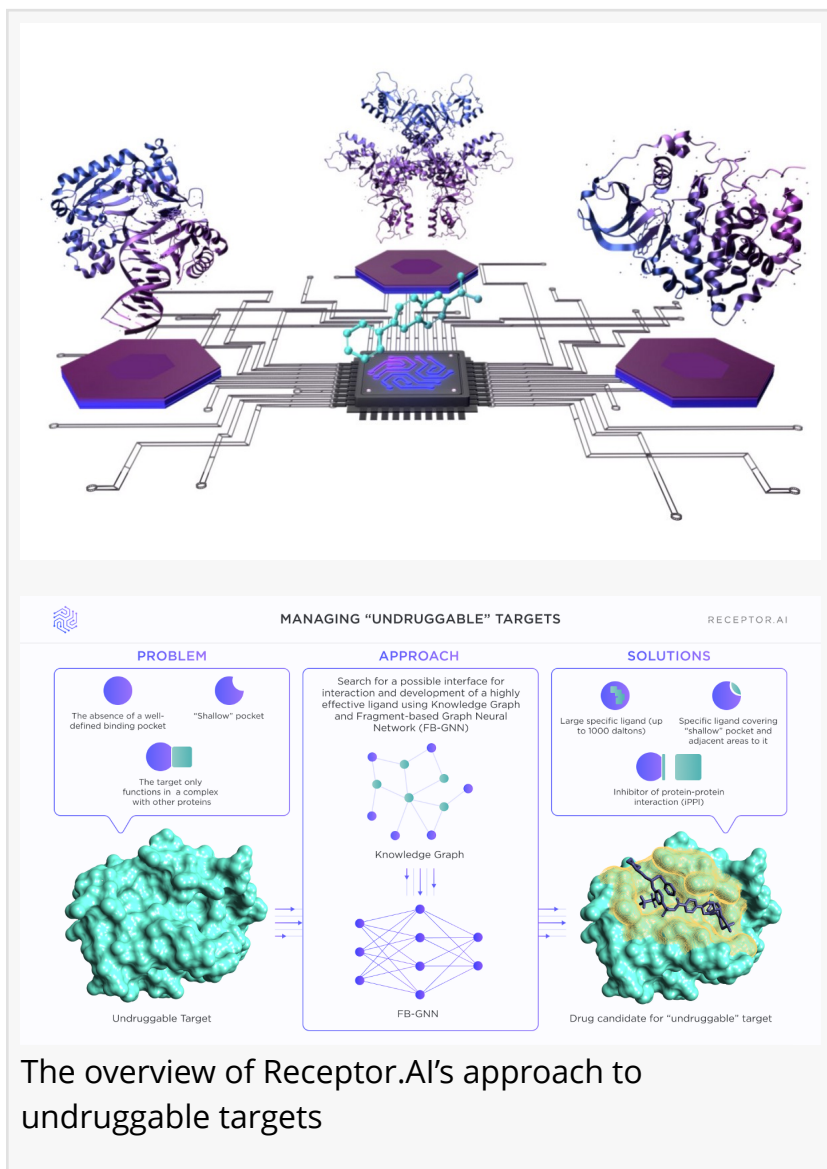 MANAGING “UNDRUGGABLE” TARGETS
RECEPTOR.AI
PROBLEM
The absence of a well-
defined binding pocket
“Shallow” pocket
The target only
functions in a complex
with other proteins
Undruggable Target
APPROACH
Search for a possible interface for
interaction and development of a highly
effective ligand using Knowledge Graph
and Fragment-based Graph Neural
Network (FB-GNN)
Knowledge Graph
FB-GNN
SOLUTIONS
Large specific ligand (up
to 1000 daltons)
Specific ligand covering
“shallow” pocket and
adjacent areas to it
Inhibitor of protein-protein
interaction (iPPI)
Drug candidate for “undruggable” target
The overview of Receptor.AI’s approach to
undruggable targets